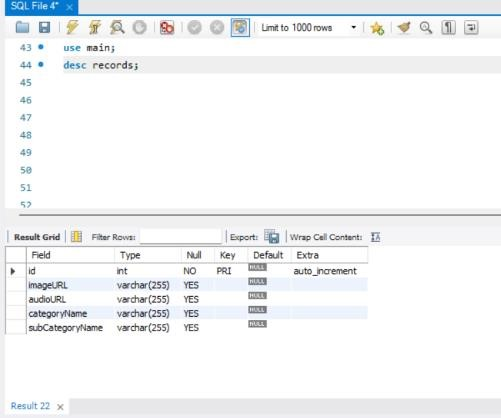 SQL File 4* ×
Limit to 1000 rows
43 use main;
44 desc records;
45
46
47
48
49
50
51
52
Result Grid Filter Rows: Export: Wrap Cell Content:
Field Type Null Key Default Extra
id int NO PRI NULL auto_increment
imageURL varchar(255) YES NULL
audioURL varchar(255) YES NULL
categoryName varchar(255) YES NULL
subCategoryName varchar(255) YES NULL
Result 22 ×